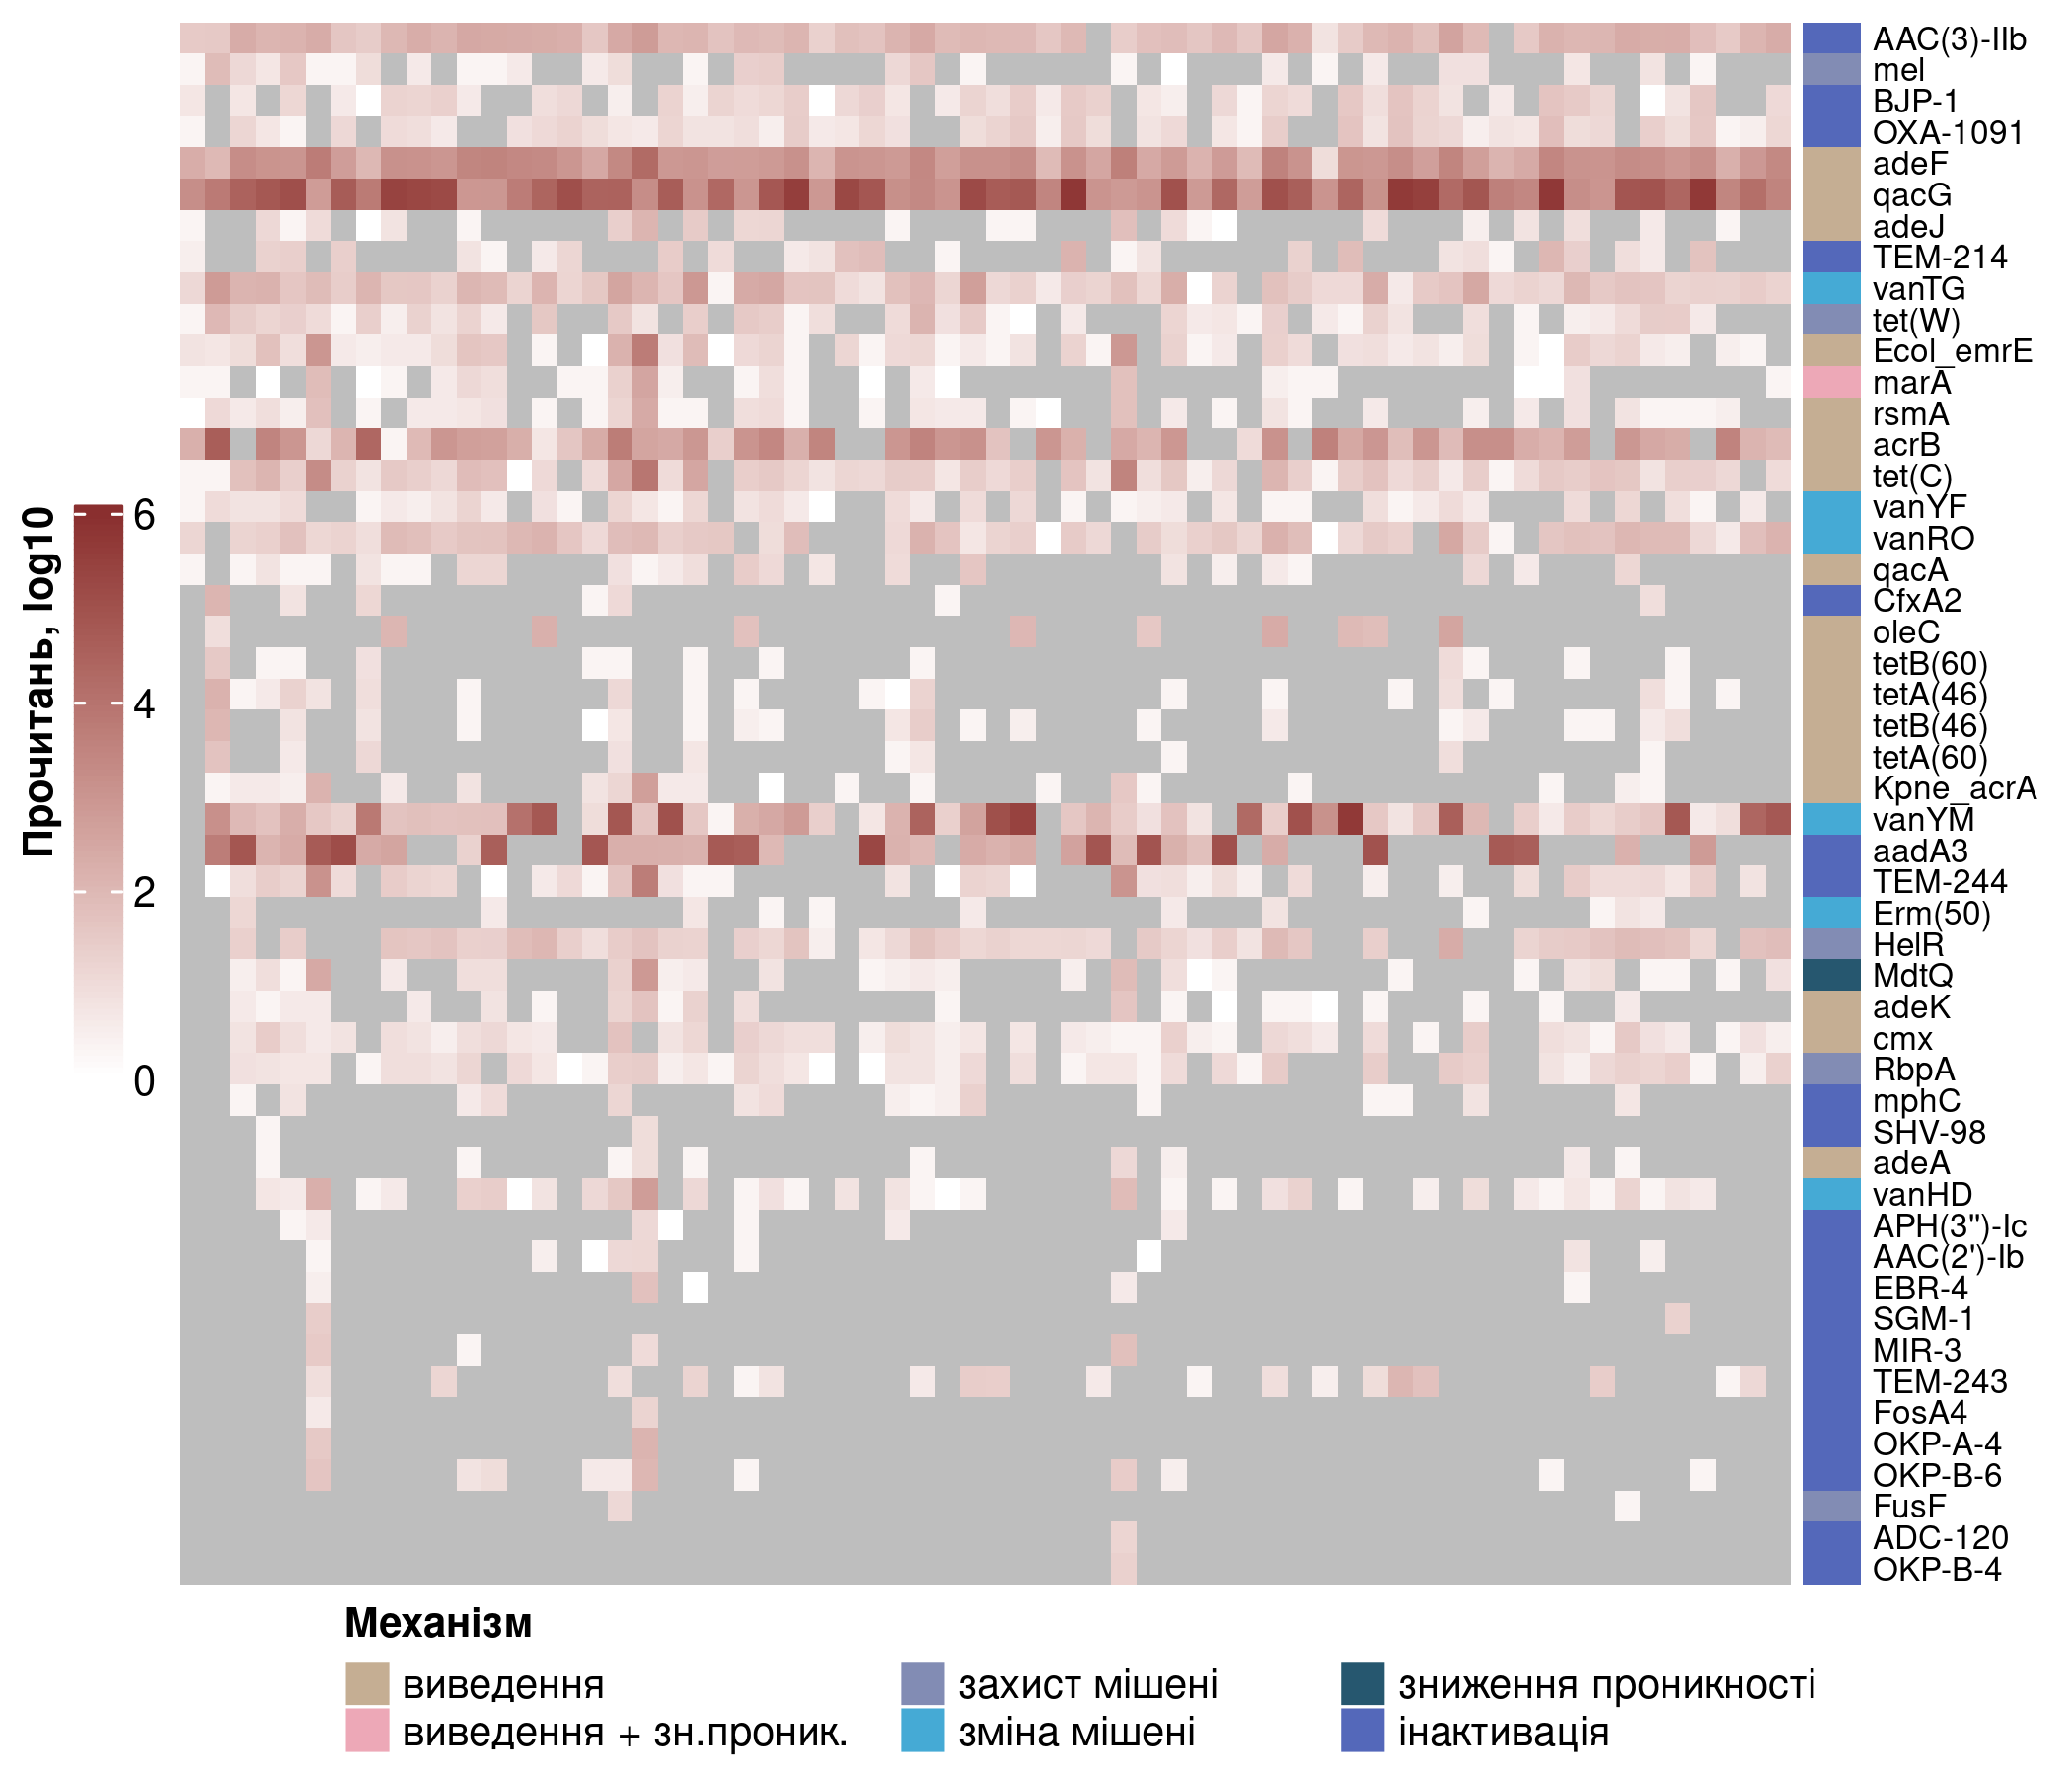 AAC(3)-IIb
mel
BJP-1
OXA-1091
adeF
qacG
adeJ
TEM-214
vanTG
tet(W)
Ecol_emrE
marA
rsmA
acrB
tet(C)
vanYF
vanRO
qacA
CfxA2
oleC
tetB(60)
tetA(46)
tetB(46)
tetA(60)
Kpne_acrA
vanYM
aadA3
TEM-244
Erm(50)
HelR
MdtQ
adeK
cmx
RbpA
mphC
SHV-98
adeA
vanHD
APH(3")-Ic
AAC(2')-Ib
EBR-4
SGM-1
MIR-3
TEM-243
FosA4
OKP-A-4
OKP-B-6
FusF
ADC-120
OKP-B-4
Прочитань, log10
6
4
2
0
Механізм
виведення
виведення + зн.проник.
захист мішені
зміна мішені
зниження проникності
інактивація